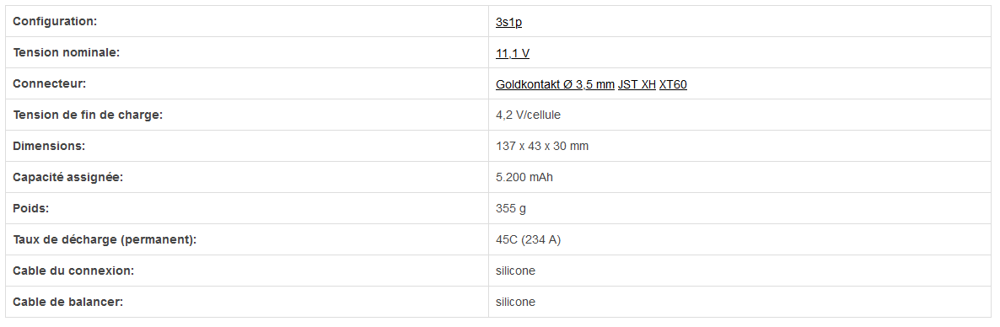 Configuration: 3s1p
Tension nominale: 11,1 V
Connecteur: Goldkontakt Ø 3,5 mm JST XH XT60
Tension de fin de charge: 4,2 V/cellule
Dimensions: 137 x 43 x 30 mm
Capacité assignée: 5.200 mAh
Poids: 355 g
Taux de décharge (permanent): 45C (234 A)
Cable du connexion: silicone
Cable de balancer: silicone